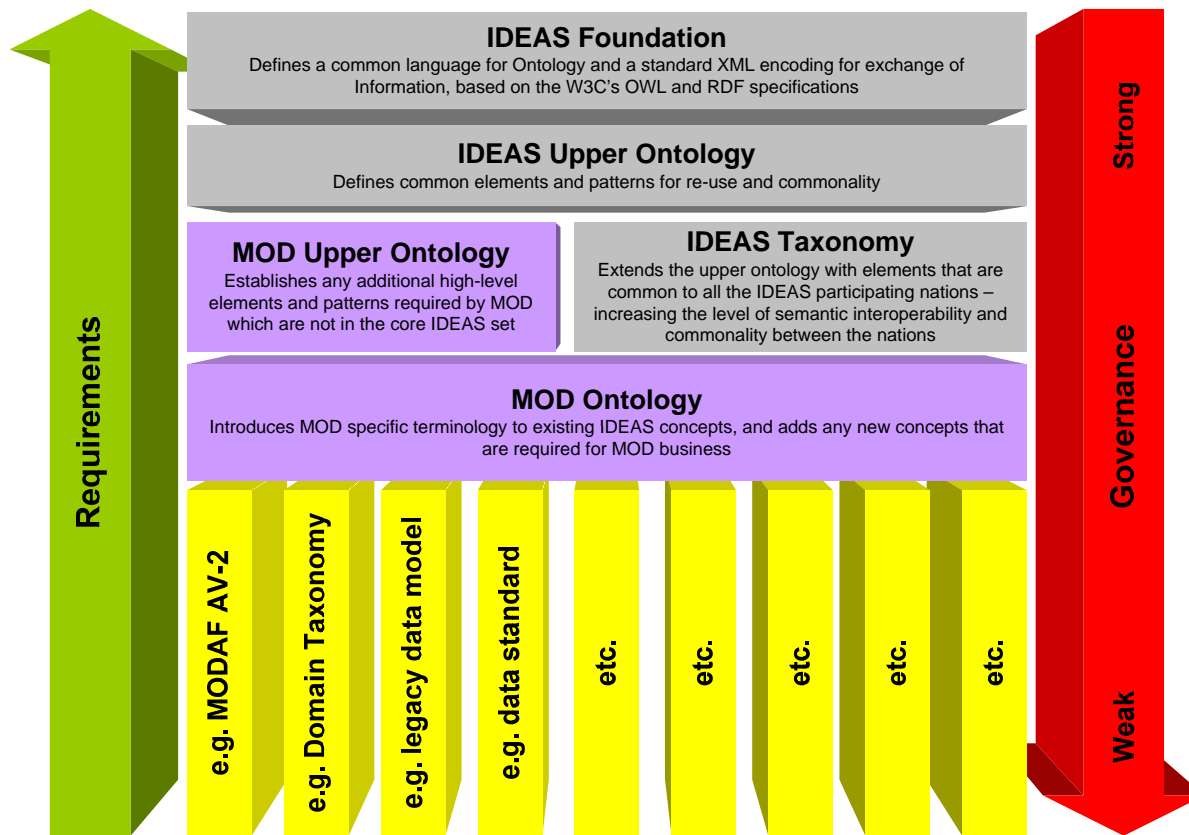 IDEAS Foundation
Defines a common language for Ontology and a standard XML encoding for exchange of
Information, based on the W3C's OWL and RDF specifications
IDEAS Upper Ontology
Defines common elements and patterns for re-use and commonality
MOD Upper Ontology
Establishes any additional high-level
elements and patterns required by MOD
which are not in the core IDEAS set
IDEAS Taxonomy
Extends the upper ontology with elements that are
common to all the IDEAS participating nations –
increasing the level of semantic interoperability and
commonality between the nations
MOD Ontology
Introduces MOD specific terminology to existing IDEAS concepts, and adds any new concepts that
are required for MOD business
e.g. MODAF AV-2
e.g. Domain Taxonomy
e.g. legacy data model
e.g. data standard
etc.
etc.
etc.
etc.
etc.
Requirements
Strong
Governance
Weak